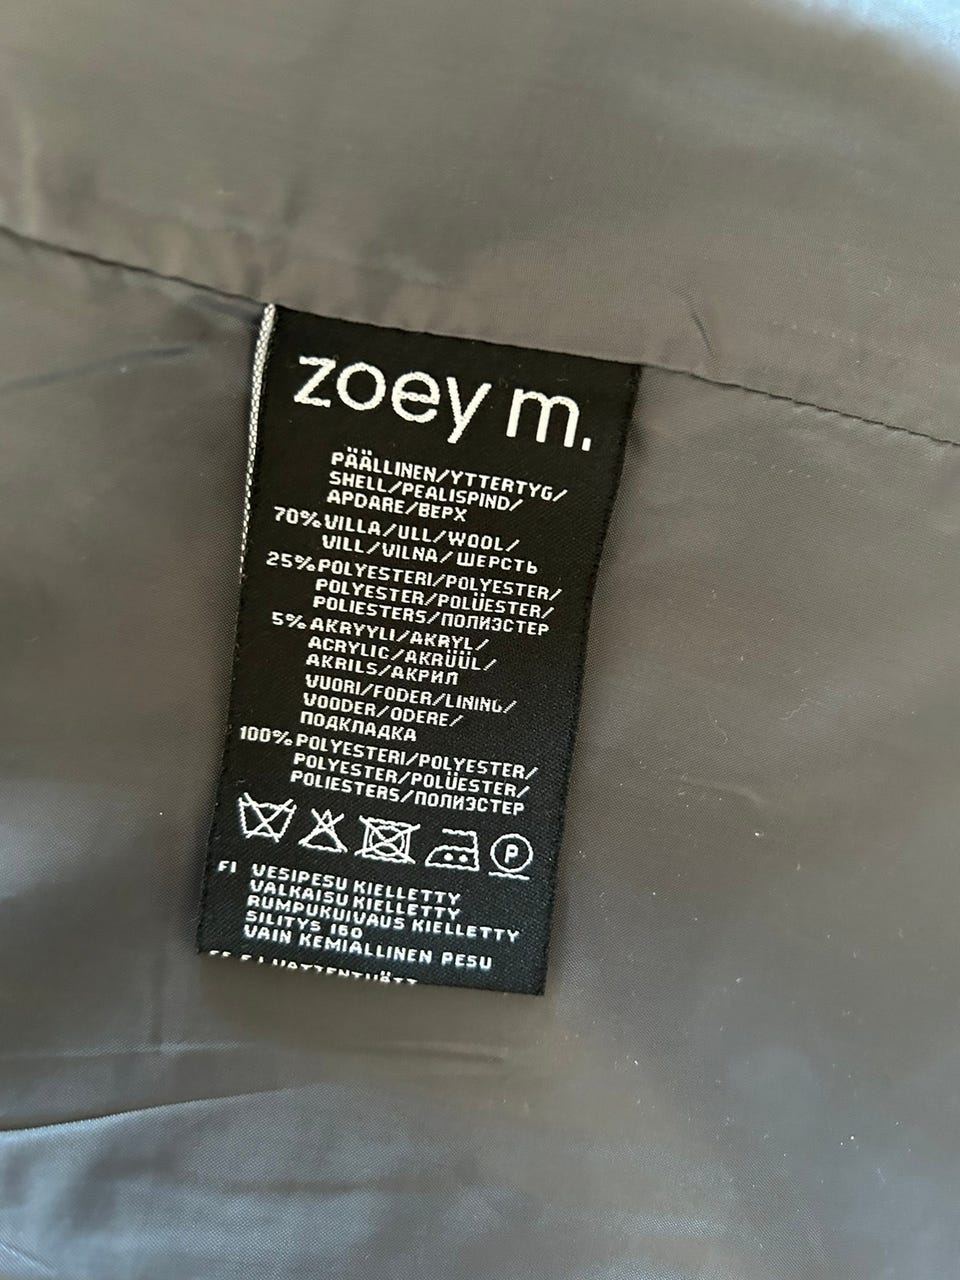 zoey m.
PÄÄLLINEN/YTTERTYG/
SHELL/PEALISPIND/
APDARE/ВЕРХ
70% VILLA/ULL/WOOL/
VILL/VILNA/ШЕРСТЬ
25% POLYESTERI/POLYESTER/
POLYESTER/POLÜESTER/
POLIESTERS/ПОЛИЭСТЕР
5% AKRYYLI/AKRYL/
ACRYLIC/AKRÜÜL/
AKRILS/АКРИЛ
VUORI/FODER/LINING/
VOODER/ODERE/
ПОДКЛАДКА
100% POLYESTERI/POLYESTER/
POLYESTER/POLÜESTER/
POLIESTERS/ПОЛИЭСТЕР
P
FI VESIPESU KIELLETTY
VALKAISU KIELLETTY
RUMPUKUIVAUS KIELLETTY
SILITYS 160
VAIN KEMIALLINEN PESU